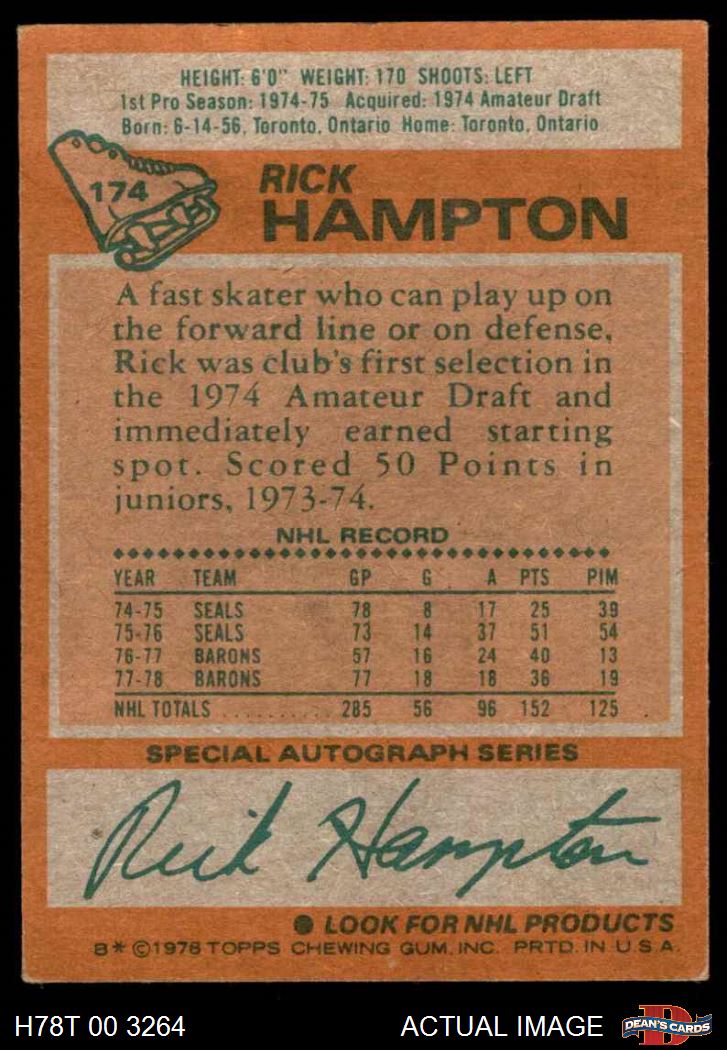 HEIGHT: 6'0" WEIGHT: 170 SHOOTS: LEFT
1st Pro Season: 1974-75 Acquired: 1974 Amateur Draft
Born: 6-14-56, Toronto, Ontario Home: Toronto, Ontario
174
RICK
HAMPTON
A fast skater who can play up on
the forward line or on defense,
Rick was club's first selection in
the 1974 Amateur Draft and
immediately earned starting
spot. Scored 50 Points in
juniors, 1973-74.
NHL RECORD
YEAR TEAM GP G A PTS PIM
74-75 SEALS 78 8 17 25 39
75-76 SEALS 73 14 37 51 54
76-77 BARONS 57 16 24 40 13
77-78 BARONS 77 18 18 36 19
NHL TOTALS .......... 285 56 96 152 125
SPECIAL AUTOGRAPH SERIES
Rick Hampton
● LOOK FOR NHL PRODUCTS
B* ©1978 TOPPS CHEWING GUM, INC. PRTD. IN U.S.A.
H78T 00 3264 ACTUAL IMAGE D DEAN'S CARDS